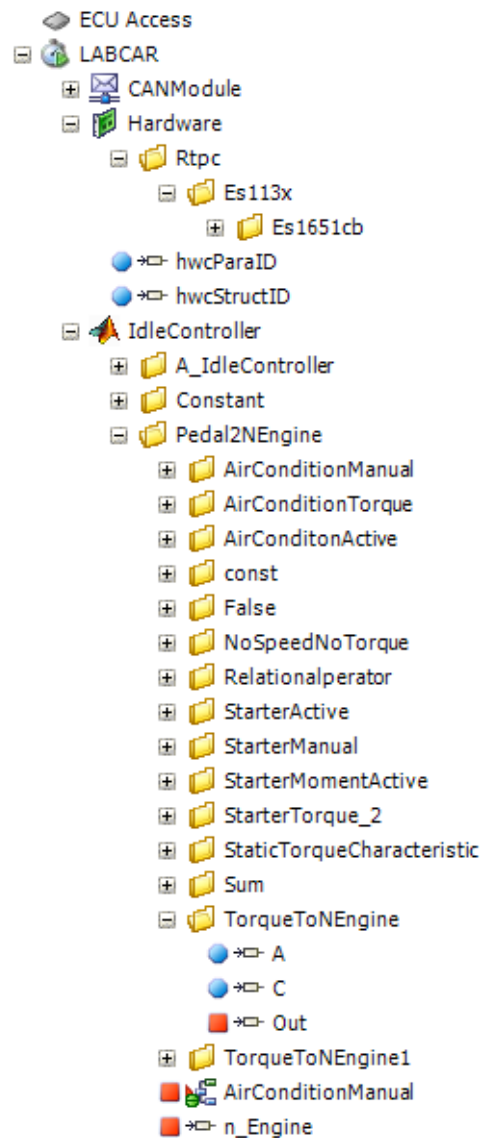 ECU Access
LABCAR
CANModule
Hardware
Rtpc
Es113x
Es1651cb
hwcParaID
hwcStructID
IdleController
A_IdleController
Constant
Pedal2NEngine
AirConditionManual
AirConditionTorque
AirConditonActive
const
False
NoSpeedNoTorque
Relationalperator
StarterActive
StarterManual
StarterMomentActive
StarterTorque_2
StaticTorqueCharacteristic
Sum
TorqueToNEngine
A
C
Out
TorqueToNEngine1
AirConditionManual
n_Engine